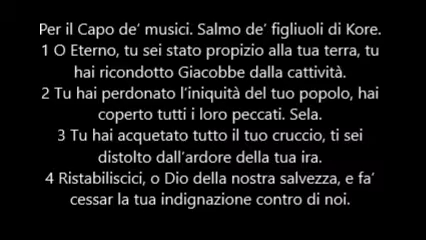 Per il Capo de’ musici. Salmo de’ figliuoli di Kore.
1 O Eterno, tu sei stato propizio alla tua terra, tu
hai ricondotto Giacobbe dalla cattività.
2 Tu hai perdonato l’iniquità del tuo popolo, hai
coperto tutti i loro peccati. Sela.
3 Tu hai acquetato tutto il tuo cruccio, ti sei
distolto dall’ardore della tua ira.
4 Ristabiliscici, o Dio della nostra salvezza, e fa’
cessar la tua indignazione contro di noi.